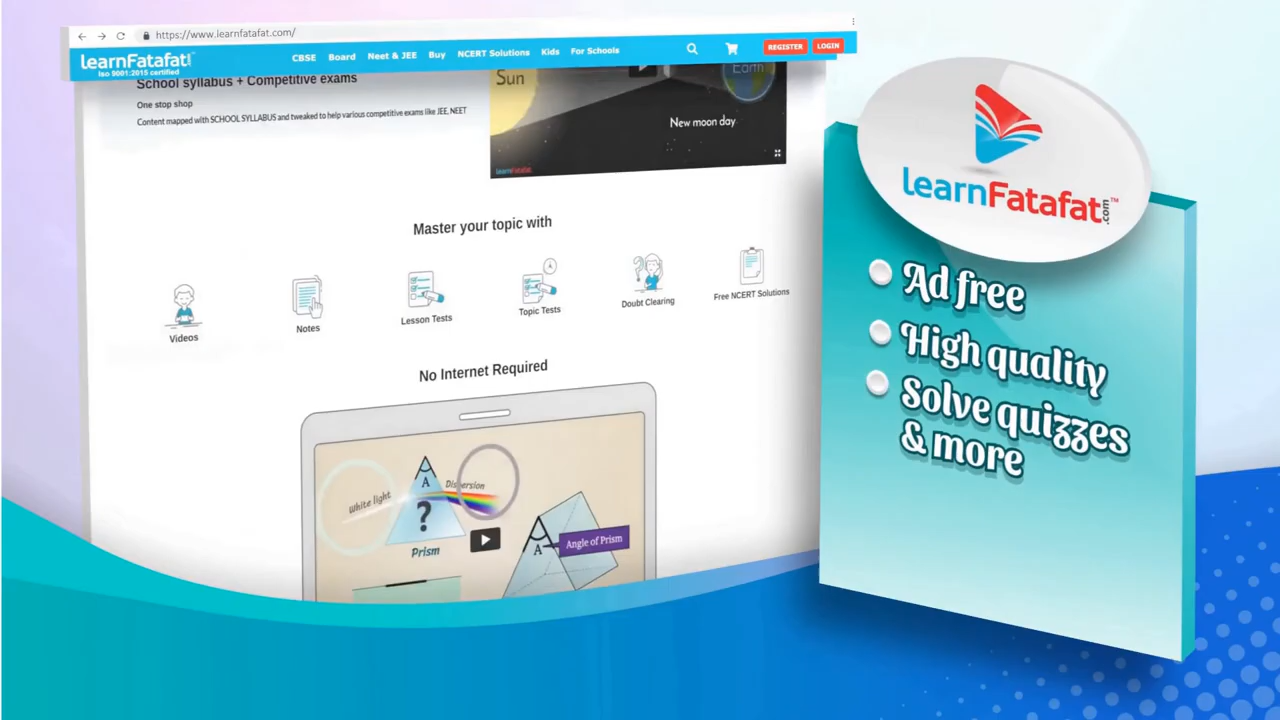 https://www.learnfatafat.com/
learnFatafat
.com
Iso 9001:2015 certified
CBSE Board Neet & JEE Buy NCERT Solutions Kids For Schools
REGISTER LOGIN
School syllabus + Competitive exams
One stop shop
Content mapped with SCHOOL SYLLABUS and tweaked to help various competitive exams like JEE, NEET
Sun
Earth
New moon day
learnfatafat
Master your topic with
Videos
Notes
Lesson Tests
A
Topic Tests
Doubt Clearing
Free NCERT Solutions
No Internet Required
White light
A
Dispersion
?
Prism
A
Angle of Prism
learnFatafat.com™
Ad free
High quality
Solve quizzes
& more